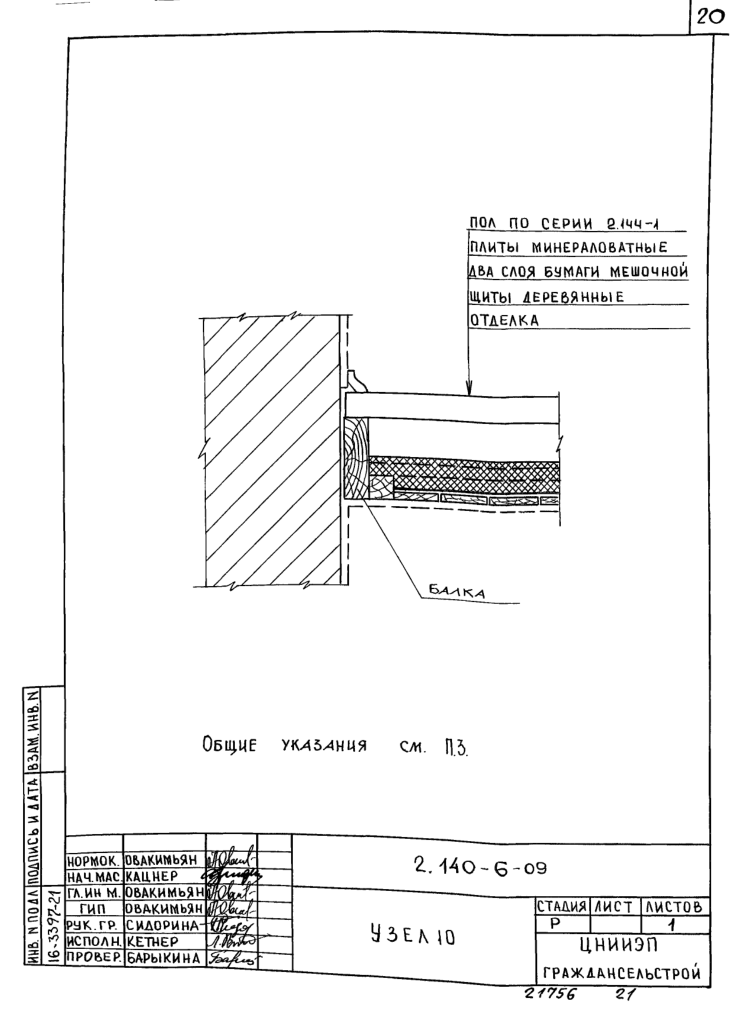 20
ПОЛ ПО СЕРИИ 2.144-1
ПЛИТЫ МИНЕРАЛОВАТНЫЕ
ДВА СЛОЯ БУМАГИ МЕШОЧНОЙ
ЩИТЫ ДЕРЕВЯННЫЕ
ОТДЕЛКА
БАЛКА
ОБЩИЕ УКАЗАНИЯ СМ. П.З.
ВЗАМ. ИНВ. N
ПОДПИСЬ И ДАТА
ИНВ. N ПОДЛ
16-3397-21
НОРМОК. ОВАКИМЬЯН
НАЧ. МАС. КАЦНЕР
ГЛ. ИН М. ОВАКИМЬЯН
ГИП ОВАКИМЬЯН
РУК. ГР. СИДОРИНА
ИСПОЛН. КЕТНЕР
ПРОВЕР. БАРЫКИНА
2.140-6-09
УЗЕЛ 10
СТАДИЯ ЛИСТ ЛИСТОВ
Р 1
ЦНИИЭП
ГРАЖДАНСЕЛЬСТРОЙ
21756 21